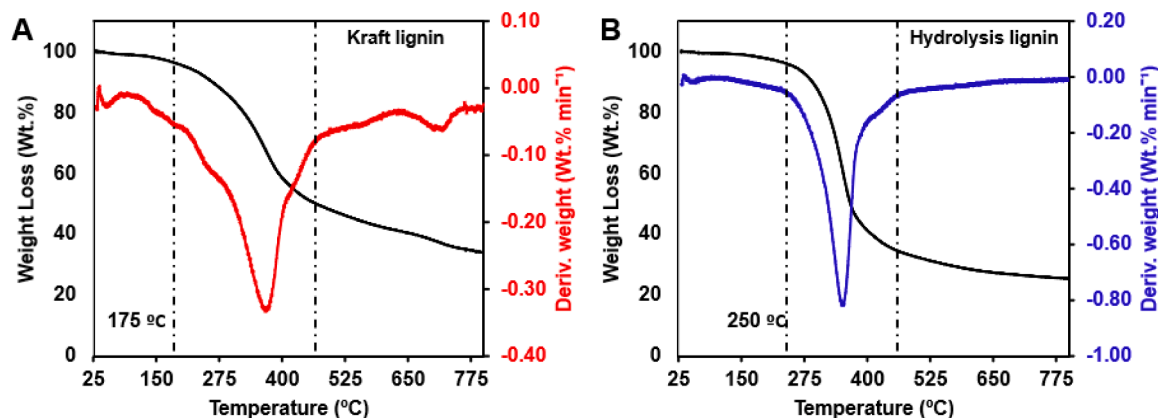 A
Kraft lignin
Weight Loss (Wt.%)
100
80
60
40
20
0
175 ºC
25 150 275 400 525 650 775
Temperature (ºC)
0.10
0.00
-0.10
-0.20
-0.30
-0.40
Deriv. weight (Wt.% min⁻¹)
B
Hydrolysis lignin
Weight Loss (Wt.%)
100
80
60
40
20
0
250 ºC
25 150 275 400 525 650 775
Temperature (ºC)
0.20
0.00
-0.20
-0.40
-0.60
-0.80
-1.00
Deriv. weight (Wt.% min⁻¹)